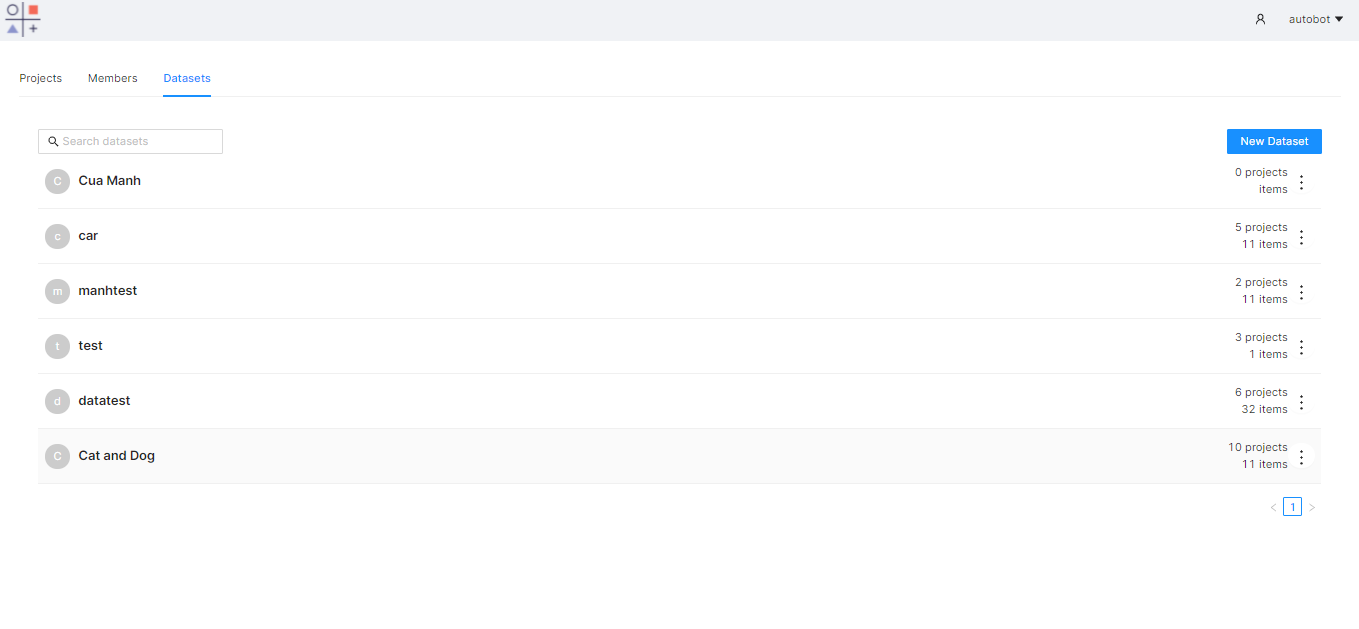 autobot
Projects Members Datasets
Search datasets
New Dataset
C Cua Manh
0 projects
items
c car
5 projects
11 items
m manhtest
2 projects
11 items
t test
3 projects
1 items
d datatest
6 projects
32 items
C Cat and Dog
10 projects
11 items
< 1 >